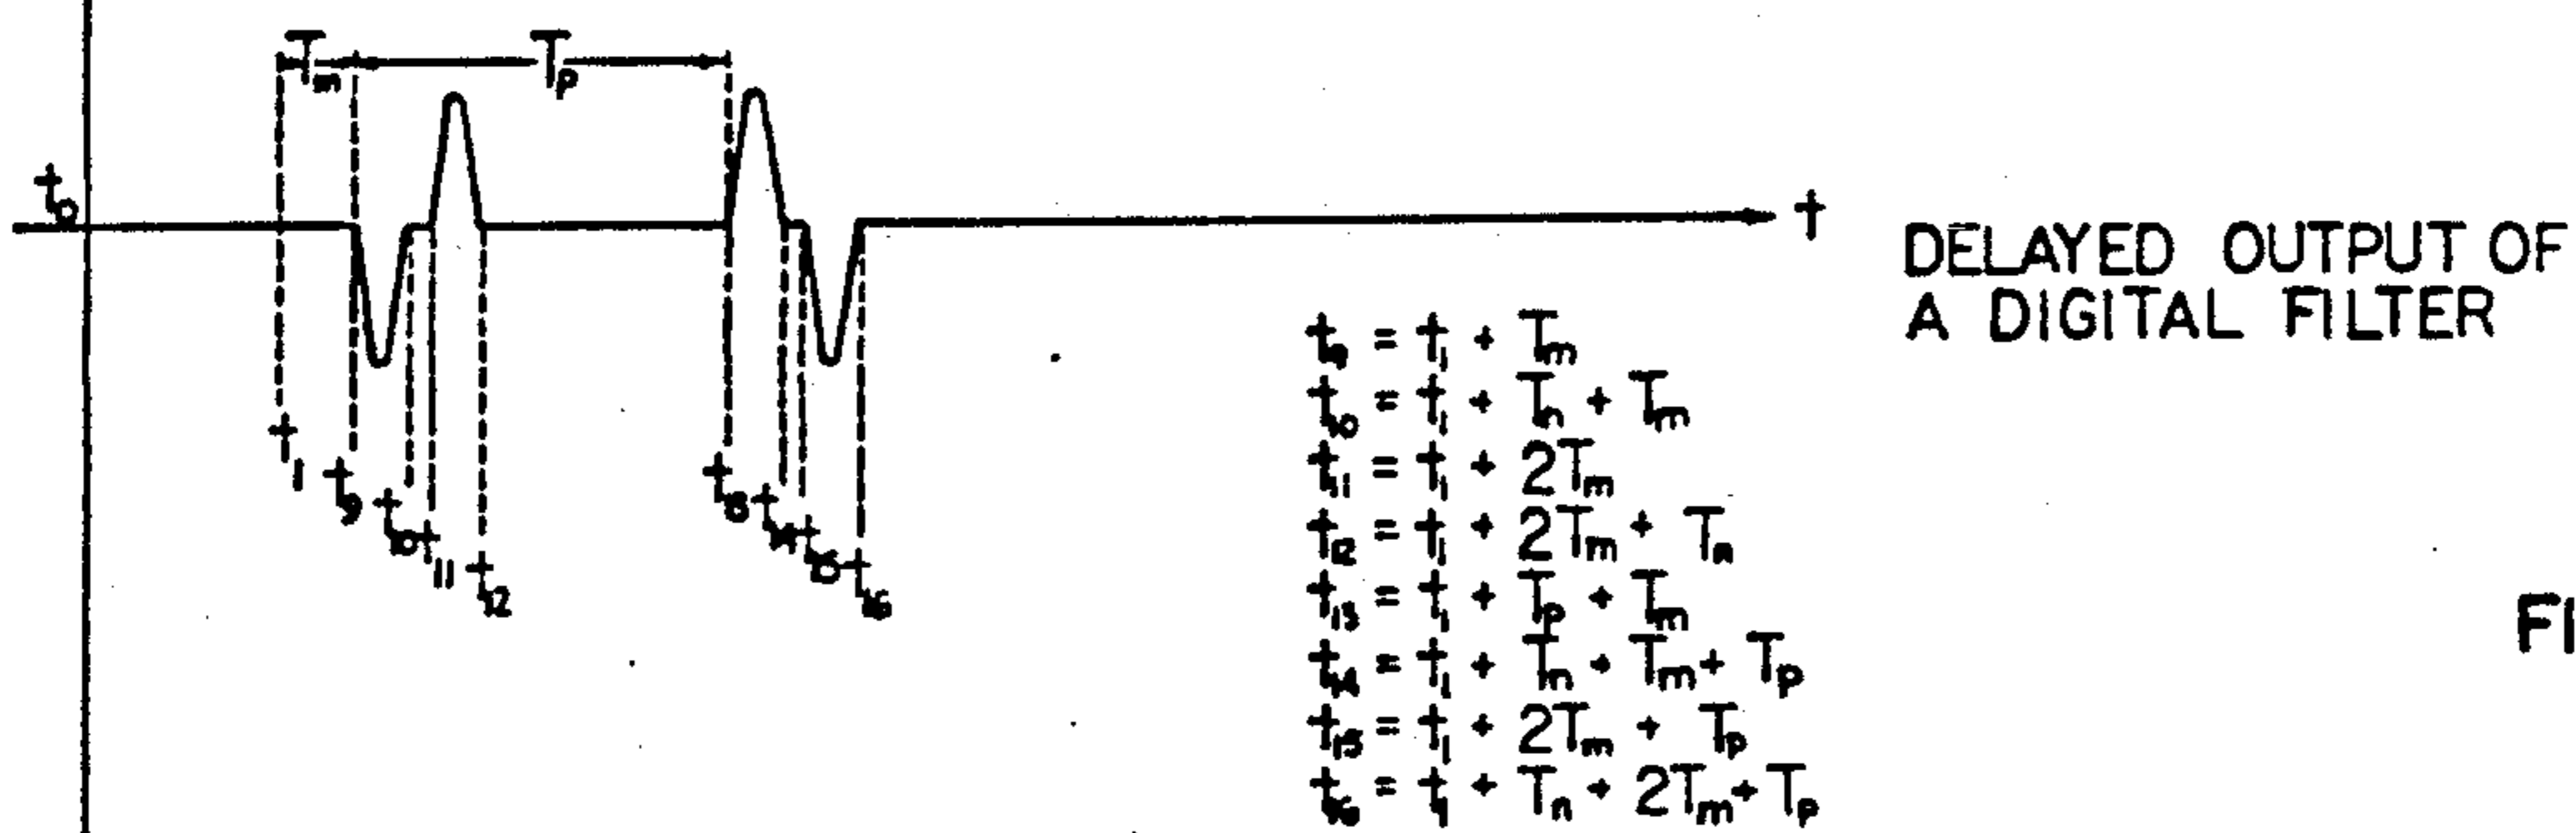 Tm Tp
t0
t
DELAYED OUTPUT OF
A DIGITAL FILTER
t1 t9 t10 t11 t12 t13 t14 t15 t16
t9 = t1 + Tm
t10 = t1 + Tn + Tm
t11 = t1 + 2Tm
t12 = t1 + 2Tm + Tn
t13 = t1 + Tp + Tm
t14 = t1 + Tn + Tm + Tp
t15 = t1 + 2Tm + Tp
t16 = t1 + Tn + 2Tm + Tp
FI